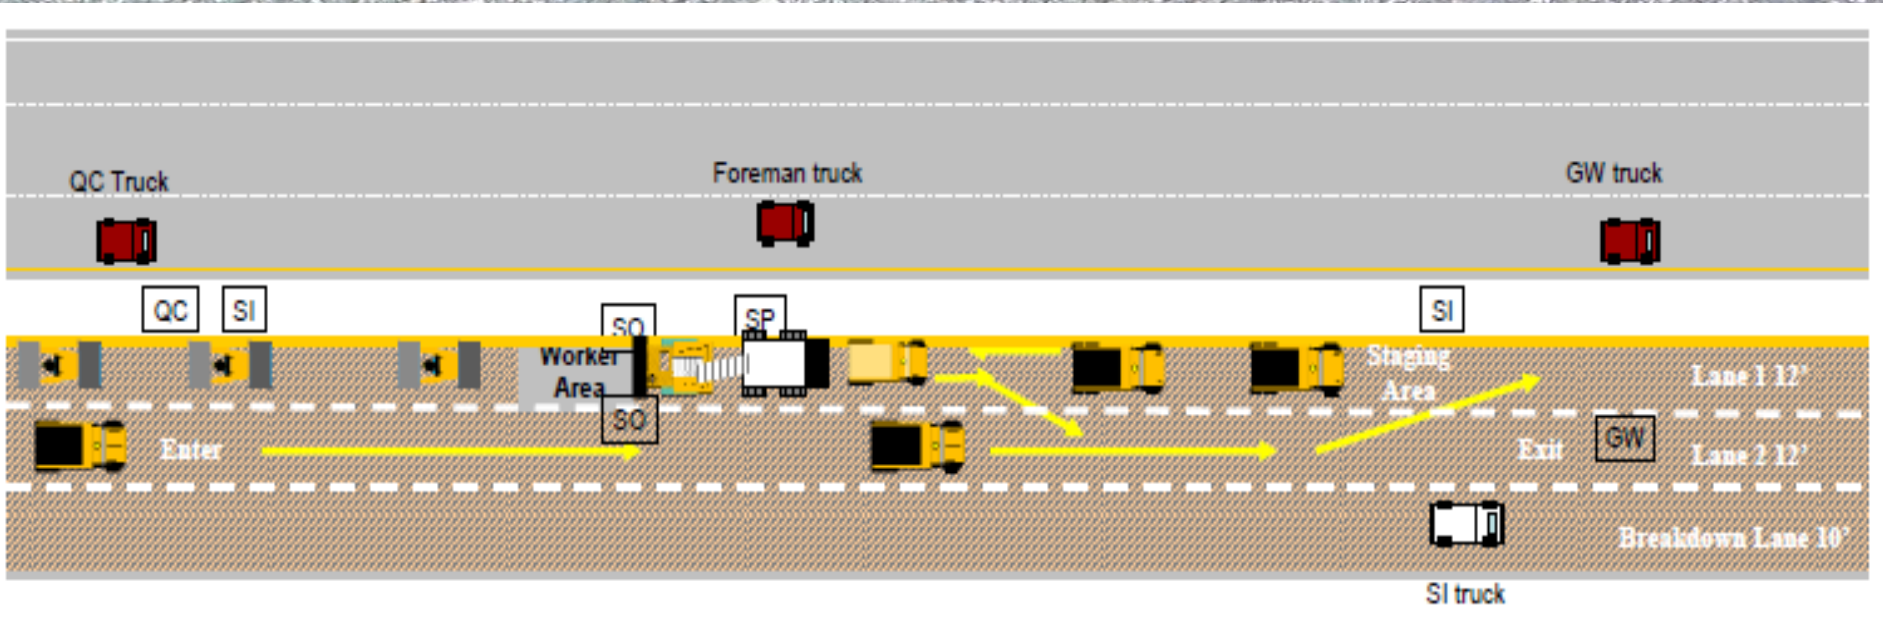 QC Truck
Foreman truck
GW truck
QC
SI
SO
SP
SI
Worker
Area
SO
Staging
Area
Lane 1 12'
Enter
Exit
GW
Lane 2 12'
Breakdown Lane 10'
SI truck